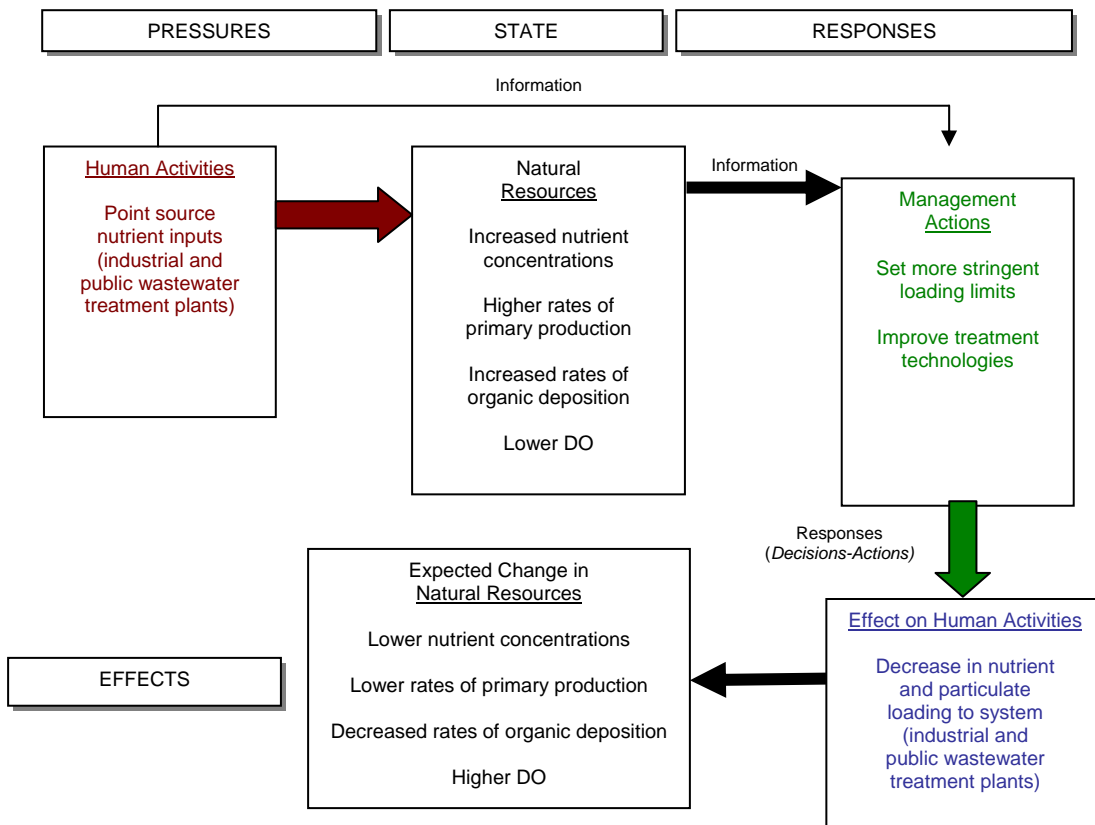 PRESSURES
STATE
RESPONSES
Information
Human Activities
Point source
nutrient inputs
(industrial and
public wastewater
treatment plants)
Natural
Resources
Increased nutrient
concentrations
Higher rates of
primary production
Increased rates of
organic deposition
Lower DO
Information
Management
Actions
Set more stringent
loading limits
Improve treatment
technologies
Responses
(Decisions-Actions)
Expected Change in
Natural Resources
Lower nutrient concentrations
Lower rates of primary production
Decreased rates of organic deposition
Higher DO
Effect on Human Activities
Decrease in nutrient
and particulate
loading to system
(industrial and
public wastewater
treatment plants)
EFFECTS